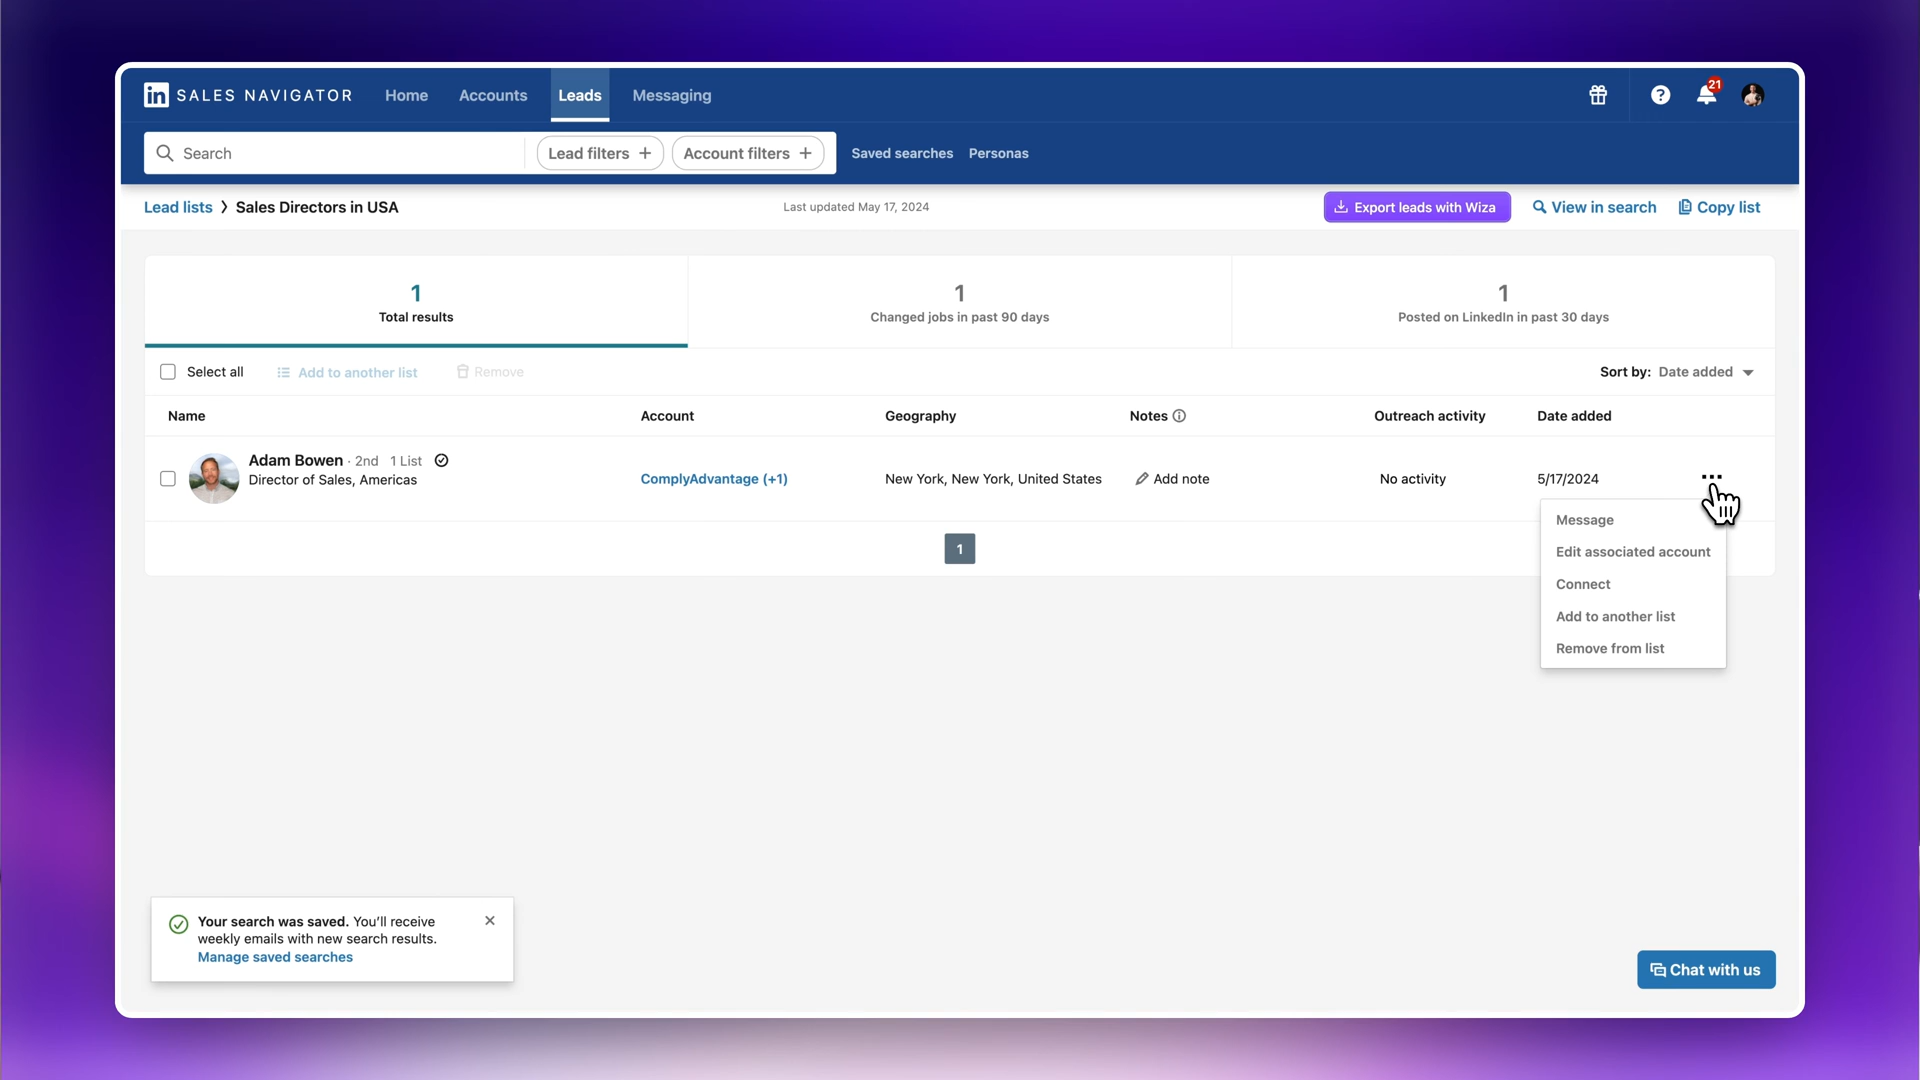 in SALES NAVIGATOR Home Accounts Leads Messaging 21
Search Lead filters + Account filters + Saved searches Personas
Lead lists > Sales Directors in USA Last updated May 17, 2024 Export leads with Wiza View in search Copy list
1 1 1
Total results Changed jobs in past 90 days Posted on LinkedIn in past 30 days
Select all Add to another list Remove Sort by: Date added
Name Account Geography Notes Outreach activity Date added
Adam Bowen · 2nd 1 List
Director of Sales, Americas
ComplyAdvantage (+1) New York, New York, United States Add note No activity 5/17/2024
Message
Edit associated account
Connect
Add to another list
Remove from list
1
Your search was saved. You'll receive
weekly emails with new search results.
Manage saved searches
Chat with us